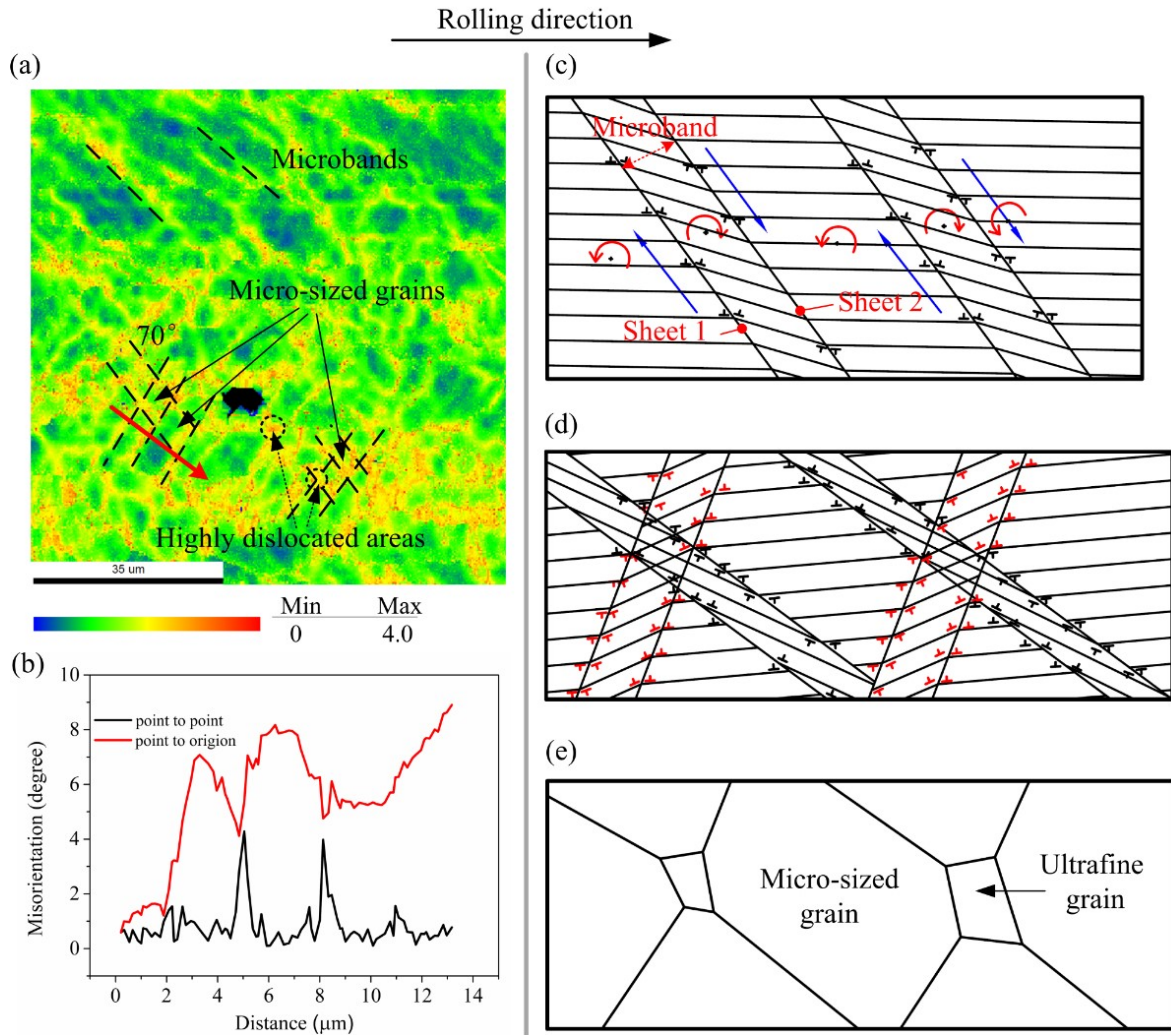 Rolling direction
(a)
Microbands
Micro-sized grains
70°
Highly dislocated areas
35 um
Min Max
0 4.0
(b)
10
8
6
4
2
0
Misorientation (degree)
point to point
point to origion
0 2 4 6 8 10 12 14
Distance (μm)
(c)
Microband
Sheet 2
Sheet 1
(d)
(e)
Micro-sized
grain
Ultrafine
grain